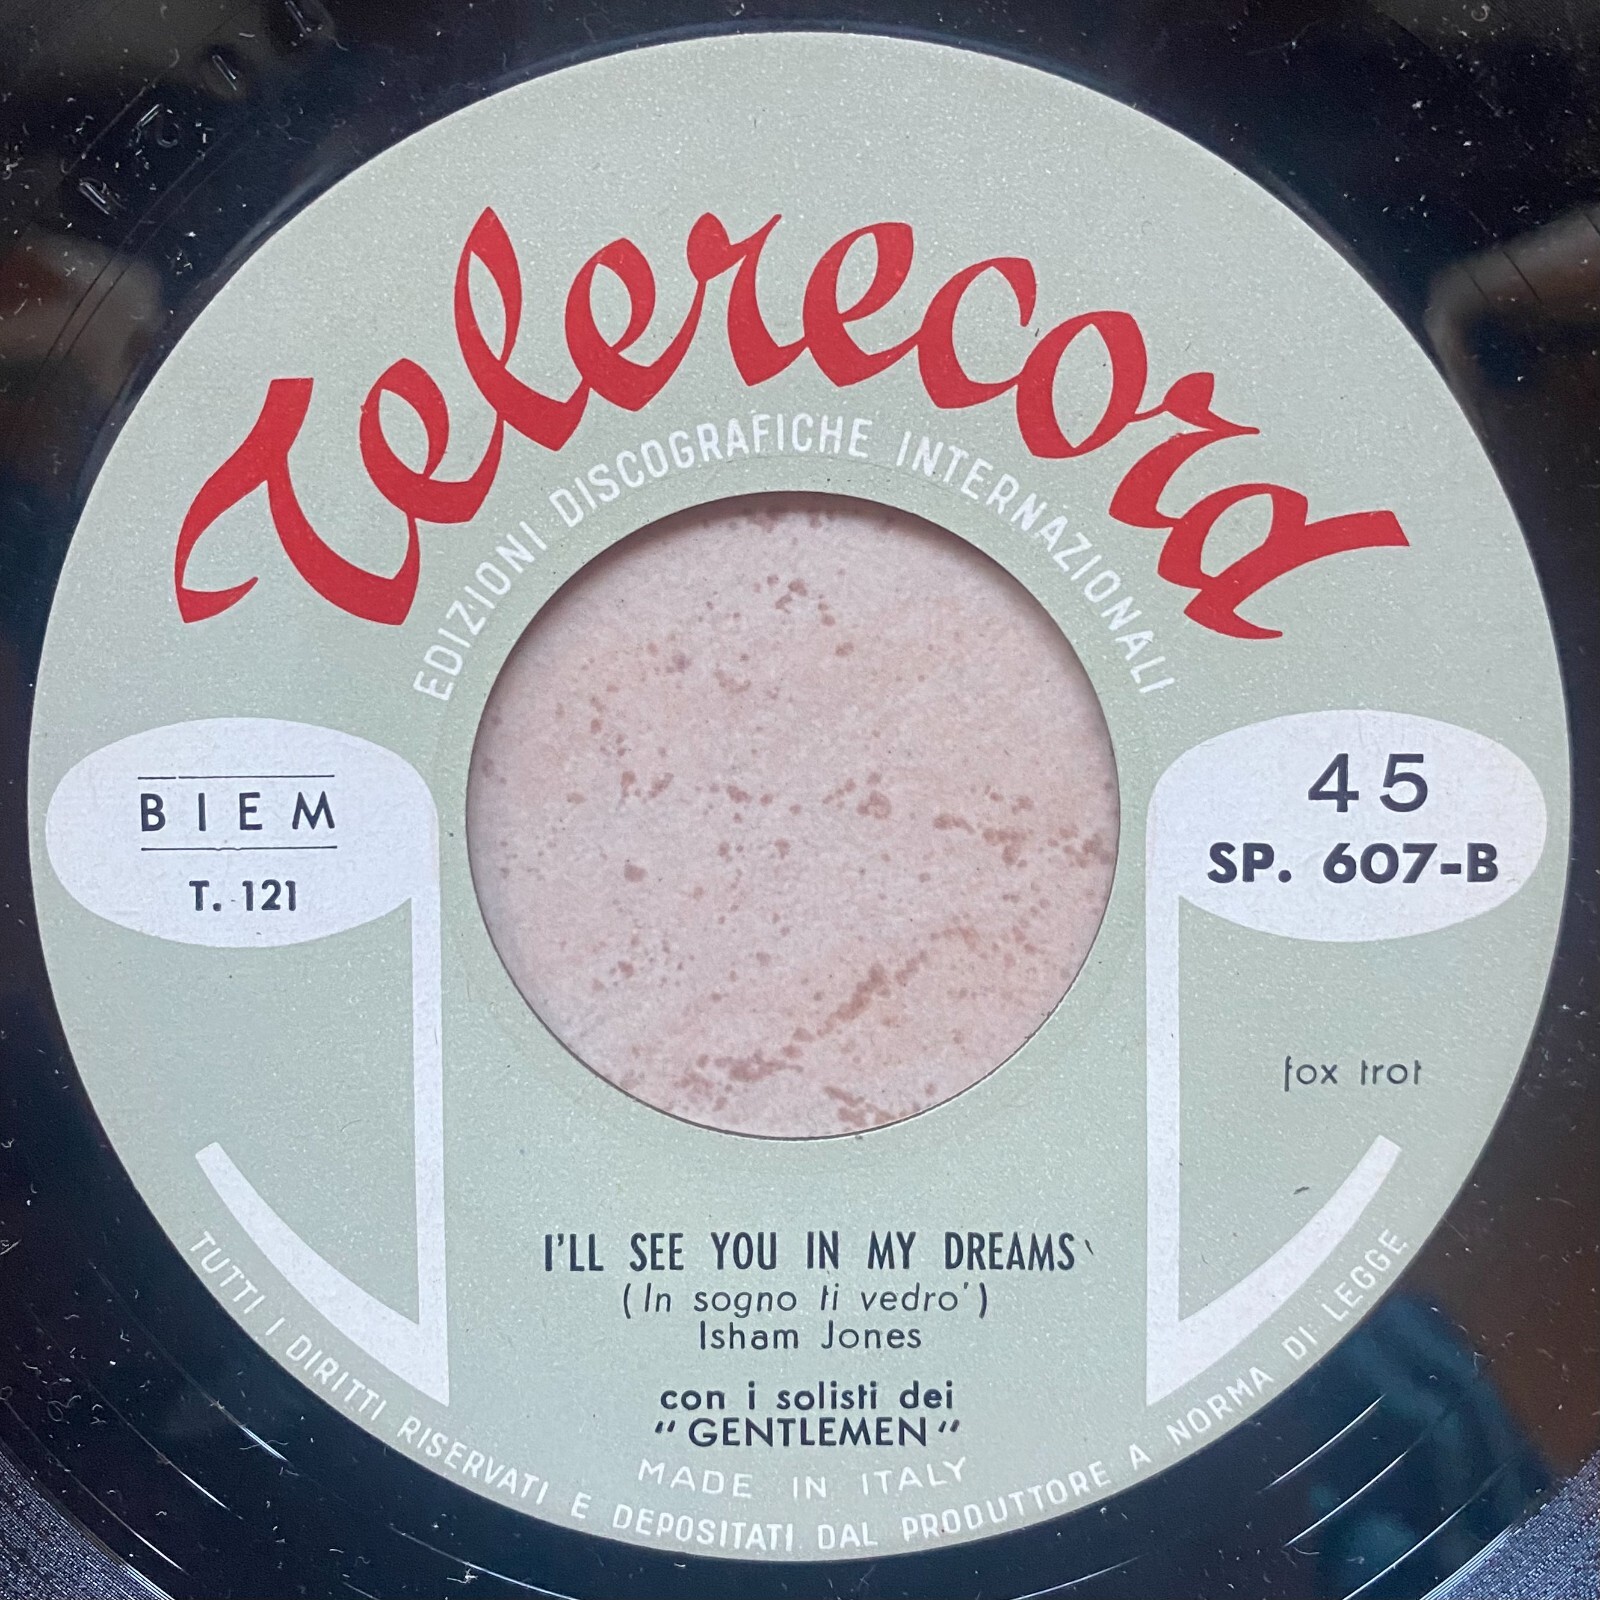 Telerecord
EDIZIONI DISCOGRAFICHE INTERNAZIONALI
BIEM
T. 121
45
SP. 607-B
fox trot
I'LL SEE YOU IN MY DREAMS
(In sogno ti vedro')
Isham Jones
con i solisti dei
"GENTLEMEN"
MADE IN ITALY
TUTTI I DIRITTI RISERVATI E DEPOSITATI DAL PRODUTTORE A NORMA DI LEGGE